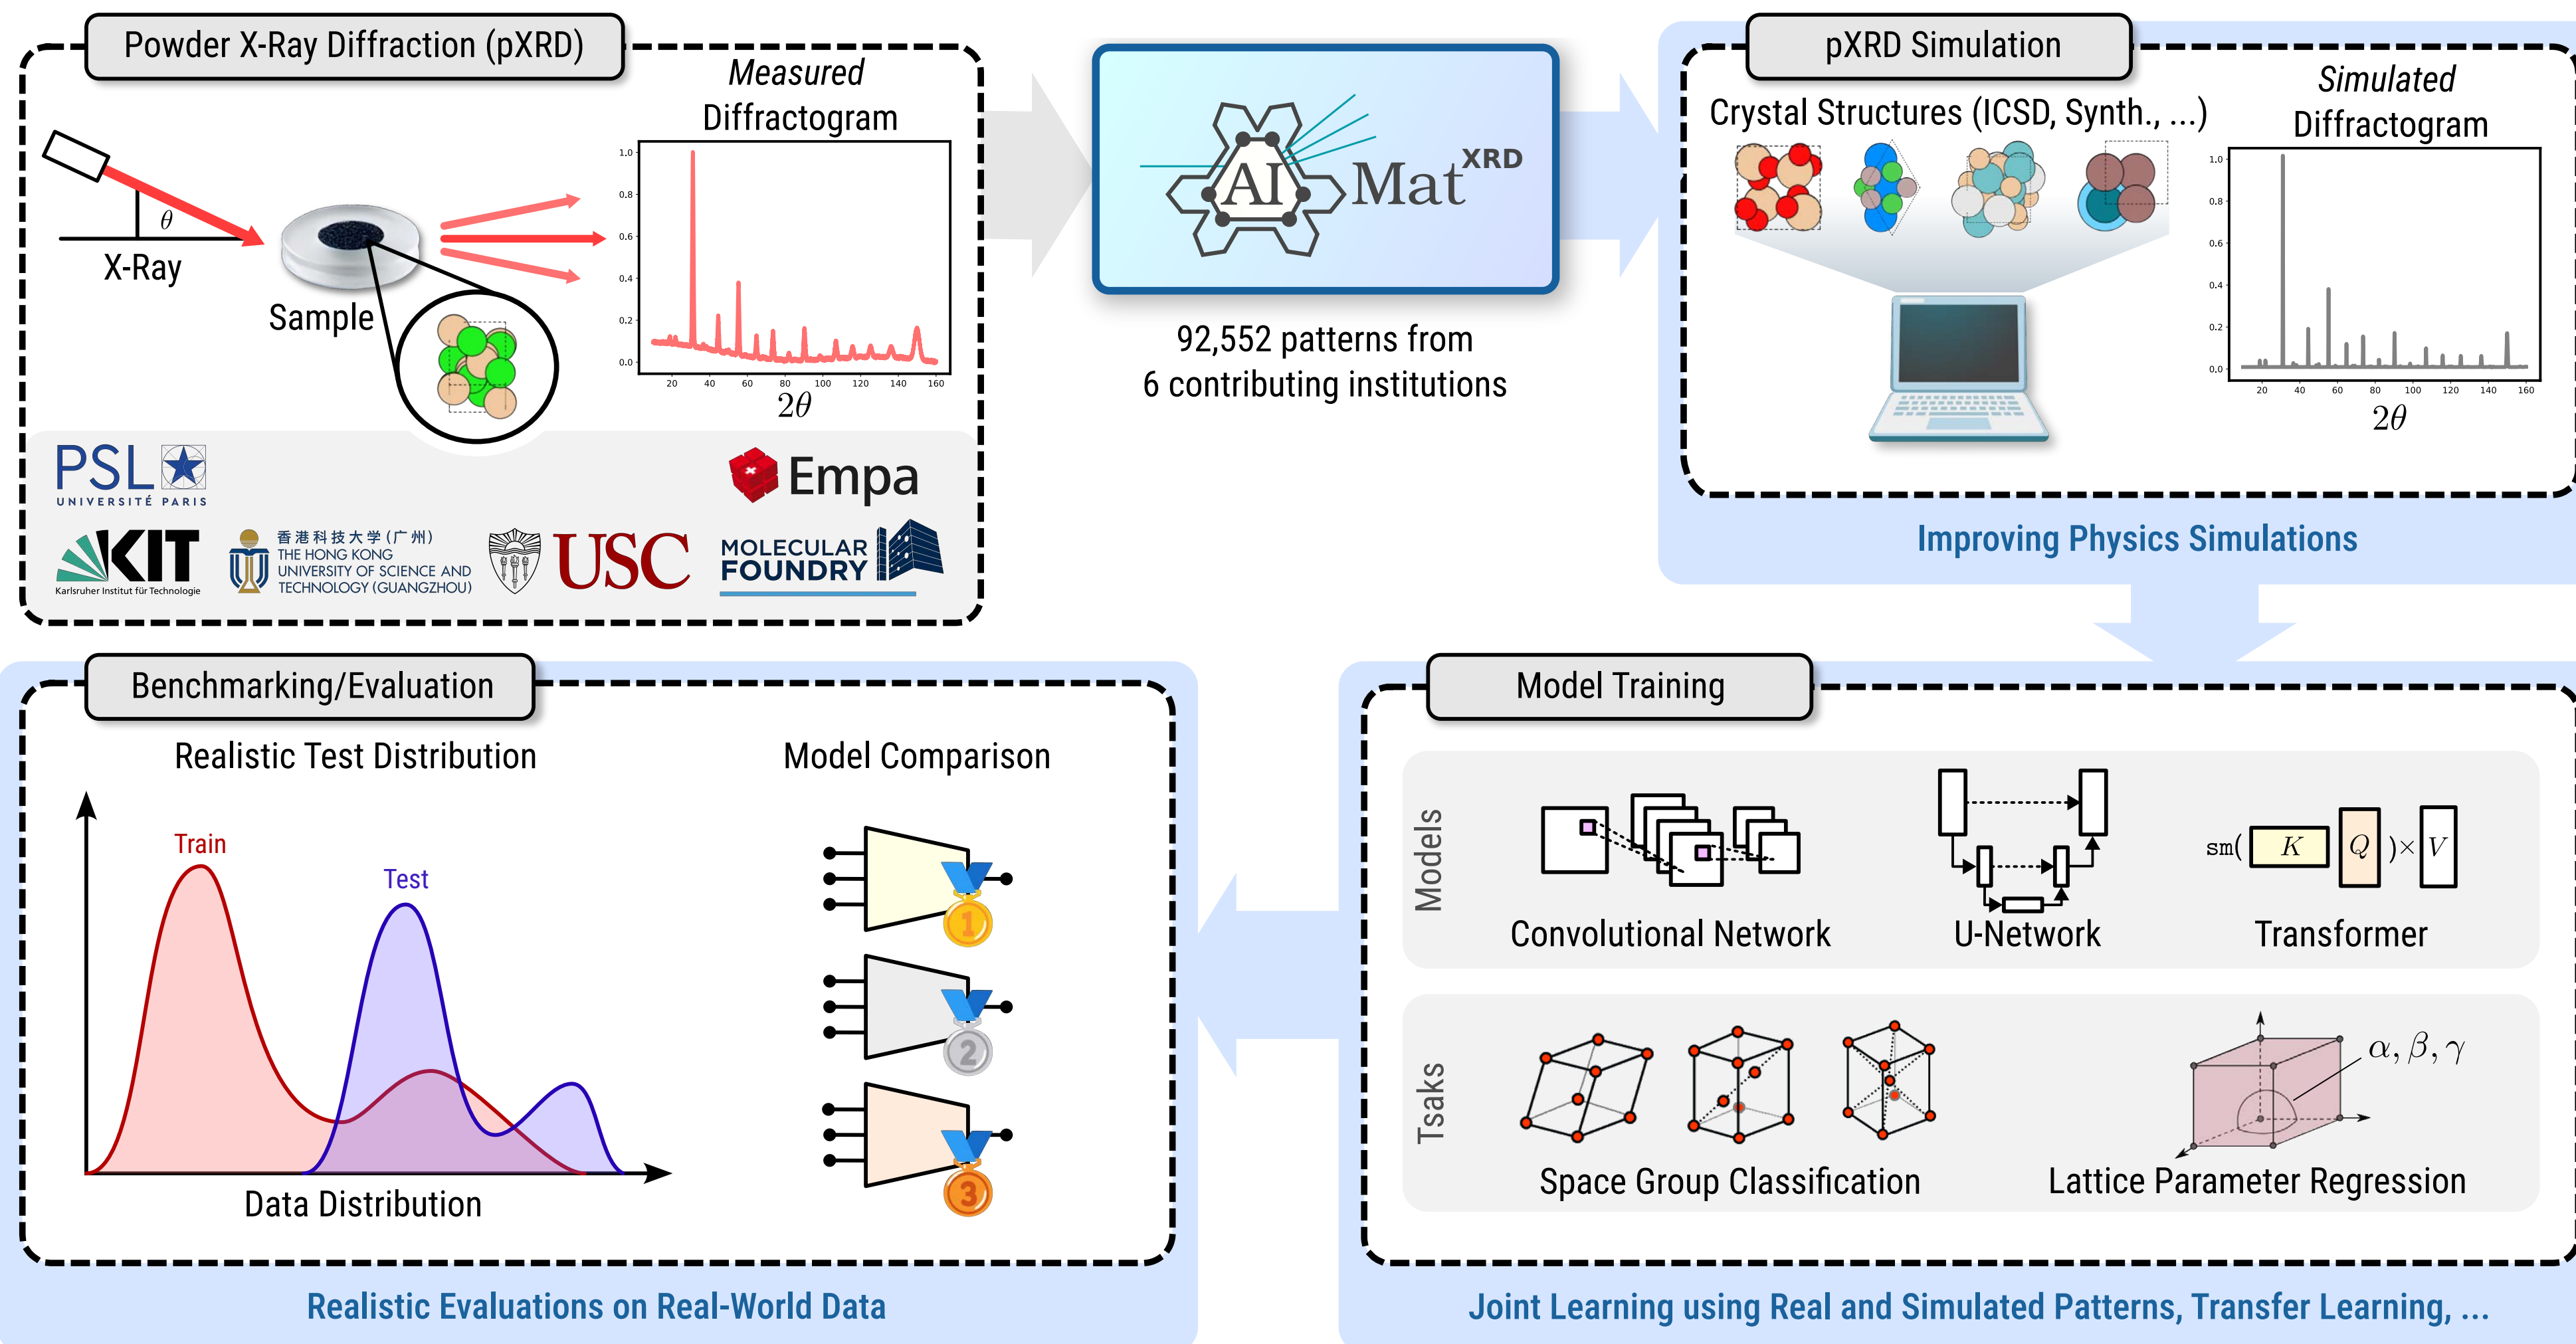 Powder X-Ray Diffraction (pXRD)
Measured
Diffractogram
θ
X-Ray
Sample
1.0
0.8
0.6
0.4
0.2
0.0
20 40 60 80 100 120 140 160
2θ
PSL
UNIVERSITÉ PARIS
Empa
KIT
Karlsruher Institut für Technologie
香港科技大学(广州)
THE HONG KONG
UNIVERSITY OF SCIENCE AND
TECHNOLOGY (GUANGZHOU)
USC
MOLECULAR
FOUNDRY
AI Mat XRD
92,552 patterns from
6 contributing institutions
pXRD Simulation
Crystal Structures (ICSD, Synth., ...)
Simulated
Diffractogram
1.0
0.8
0.6
0.4
0.2
0.0
20 40 60 80 100 120 140 160
2θ
Improving Physics Simulations
Benchmarking/Evaluation
Realistic Test Distribution
Train
Test
Data Distribution
Model Comparison
1
2
3
Realistic Evaluations on Real-World Data
Model Training
Models
Convolutional Network
U-Network
sm( K Q )× V
Transformer
Tsaks
Space Group Classification
α, β, γ
Lattice Parameter Regression
Joint Learning using Real and Simulated Patterns, Transfer Learning, ...